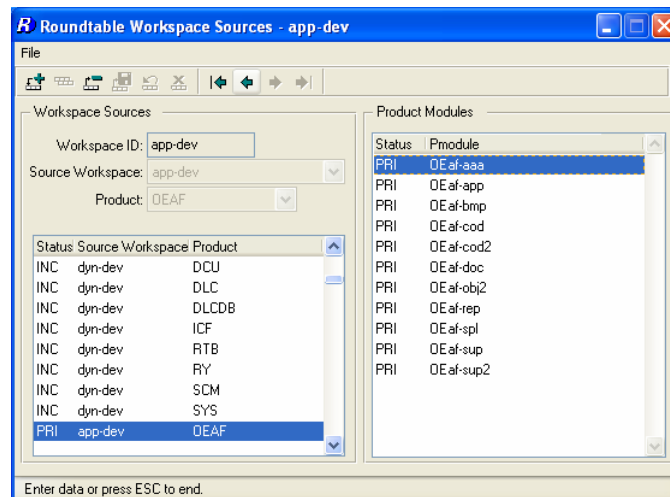 Roundtable Workspace Sources - app-dev
File
Workspace Sources
Workspace ID: app-dev
Source Workspace: app-dev
Product: OEAF
Status Source Workspace Product
INC dyn-dev DCU
INC dyn-dev DLC
INC dyn-dev DLCDB
INC dyn-dev ICF
INC dyn-dev RTB
INC dyn-dev RY
INC dyn-dev SCM
INC dyn-dev SYS
PRI app-dev OEAF
Product Modules
Status Pmodule
PRI OEaf-aaa
PRI OEaf-app
PRI OEaf-bmp
PRI OEaf-cod
PRI OEaf-cod2
PRI OEaf-doc
PRI OEaf-obj2
PRI OEaf-rep
PRI OEaf-spl
PRI OEaf-sup
PRI OEaf-sup2
Enter data or press ESC to end.